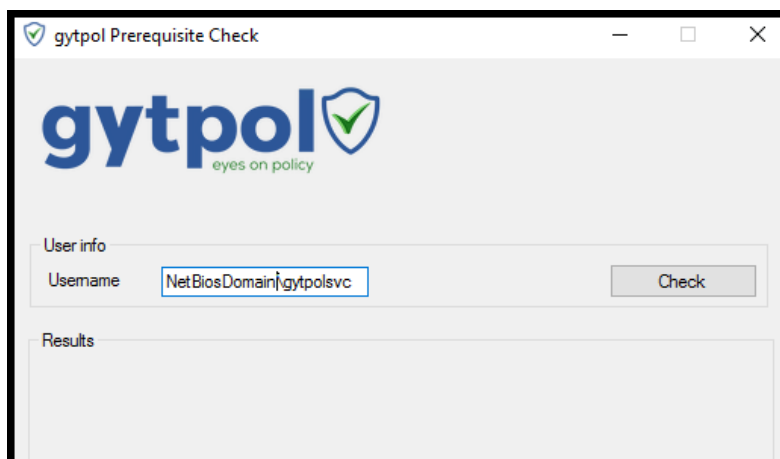 gytpol Prerequisite Check
gytpol
eyes on policy
User info
Username NetBiosDomain\gytpolsvc Check
Results